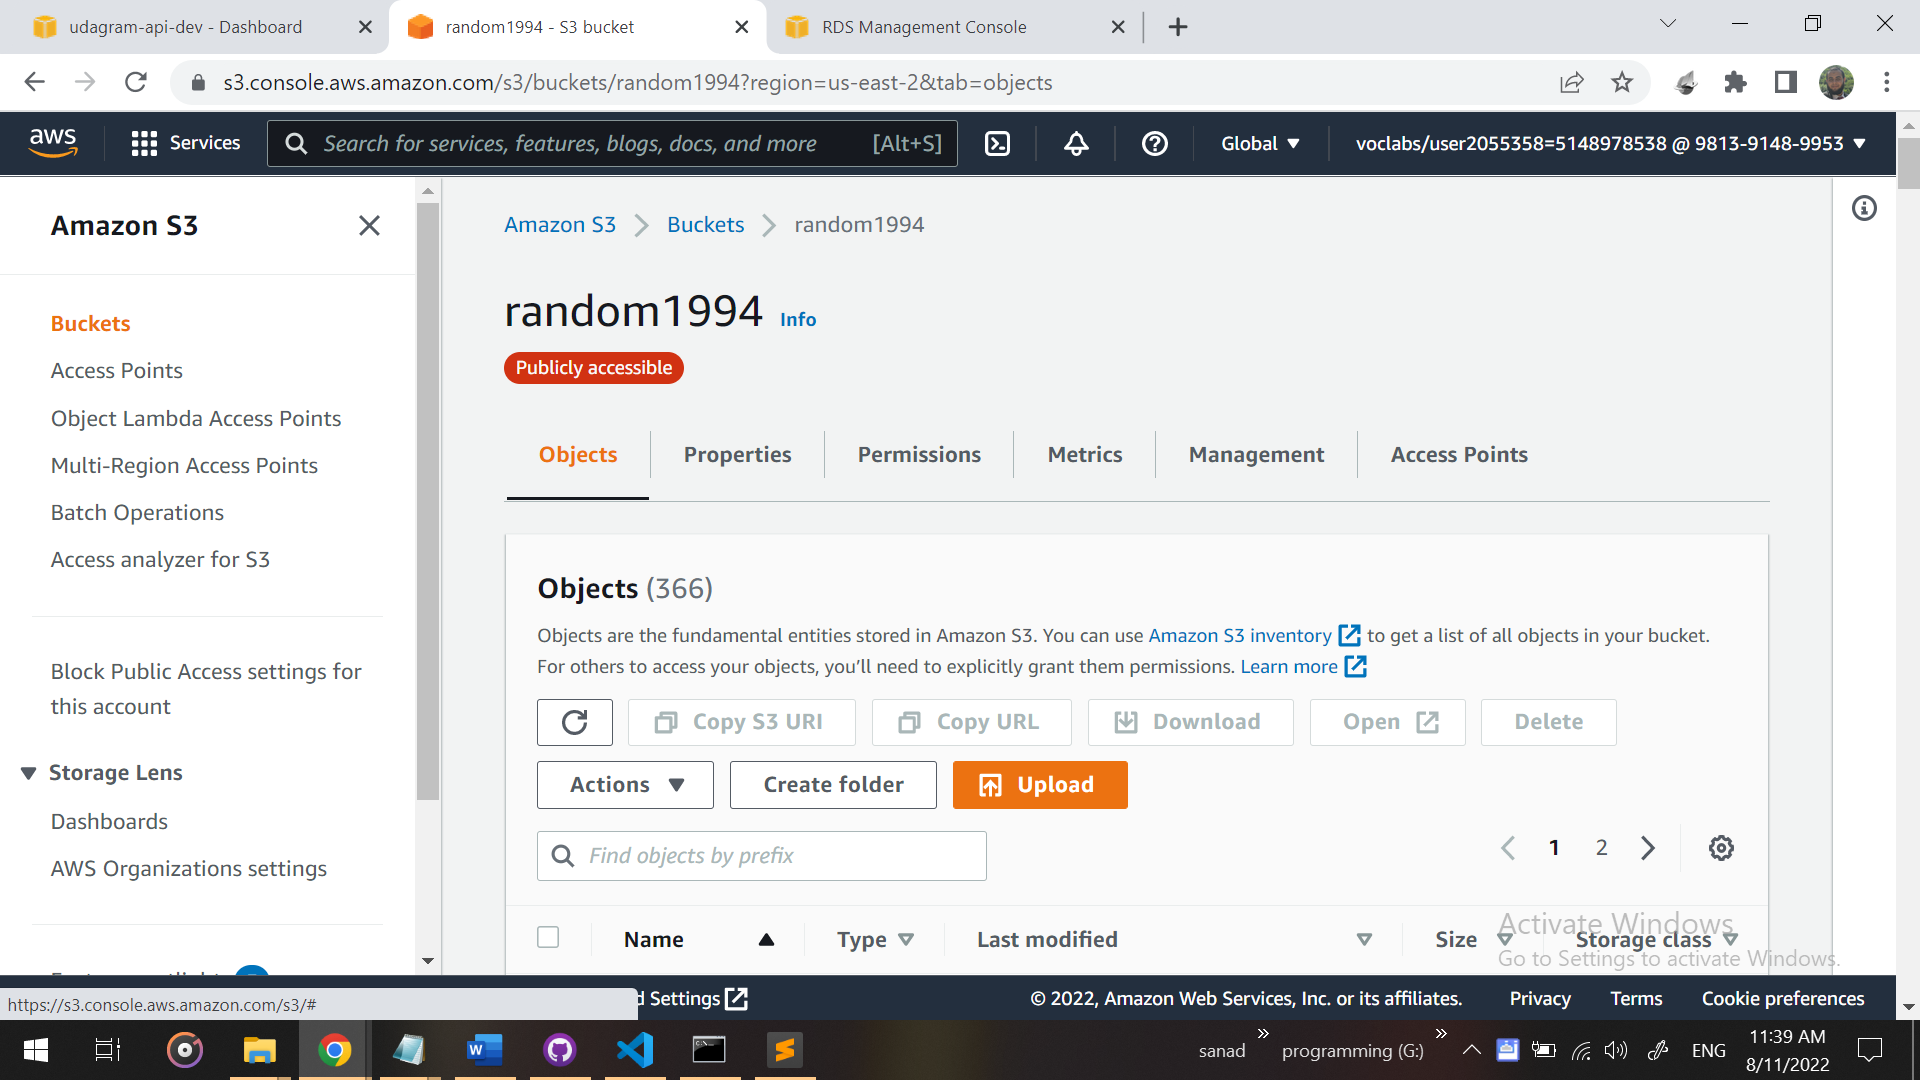 udagram-api-dev - Dashboard
random1994 - S3 bucket
RDS Management Console
s3.console.aws.amazon.com/s3/buckets/random1994?region=us-east-2&tab=objects
aws
Services
Search for services, features, blogs, docs, and more [Alt+S]
Global
voclabs/user2055358=5148978538 @ 9813-9148-9953
Amazon S3
Buckets
Access Points
Object Lambda Access Points
Multi-Region Access Points
Batch Operations
Access analyzer for S3
Block Public Access settings for
this account
Storage Lens
Dashboards
AWS Organizations settings
Amazon S3 > Buckets > random1994
random1994 Info
Publicly accessible
Objects
Properties
Permissions
Metrics
Management
Access Points
Objects (366)
Objects are the fundamental entities stored in Amazon S3. You can use Amazon S3 inventory to get a list of all objects in your bucket.
For others to access your objects, you’ll need to explicitly grant them permissions. Learn more
Copy S3 URI
Copy URL
Download
Open
Delete
Actions
Create folder
Upload
Find objects by prefix
1 2
Name
Type
Last modified
Size
Storage class
Activate Windows
Go to Settings to activate Windows.
https://s3.console.aws.amazon.com/s3/#
Settings
© 2022, Amazon Web Services, Inc. or its affiliates.
Privacy
Terms
Cookie preferences
sanad
programming (G:)
ENG
11:39 AM
8/11/2022